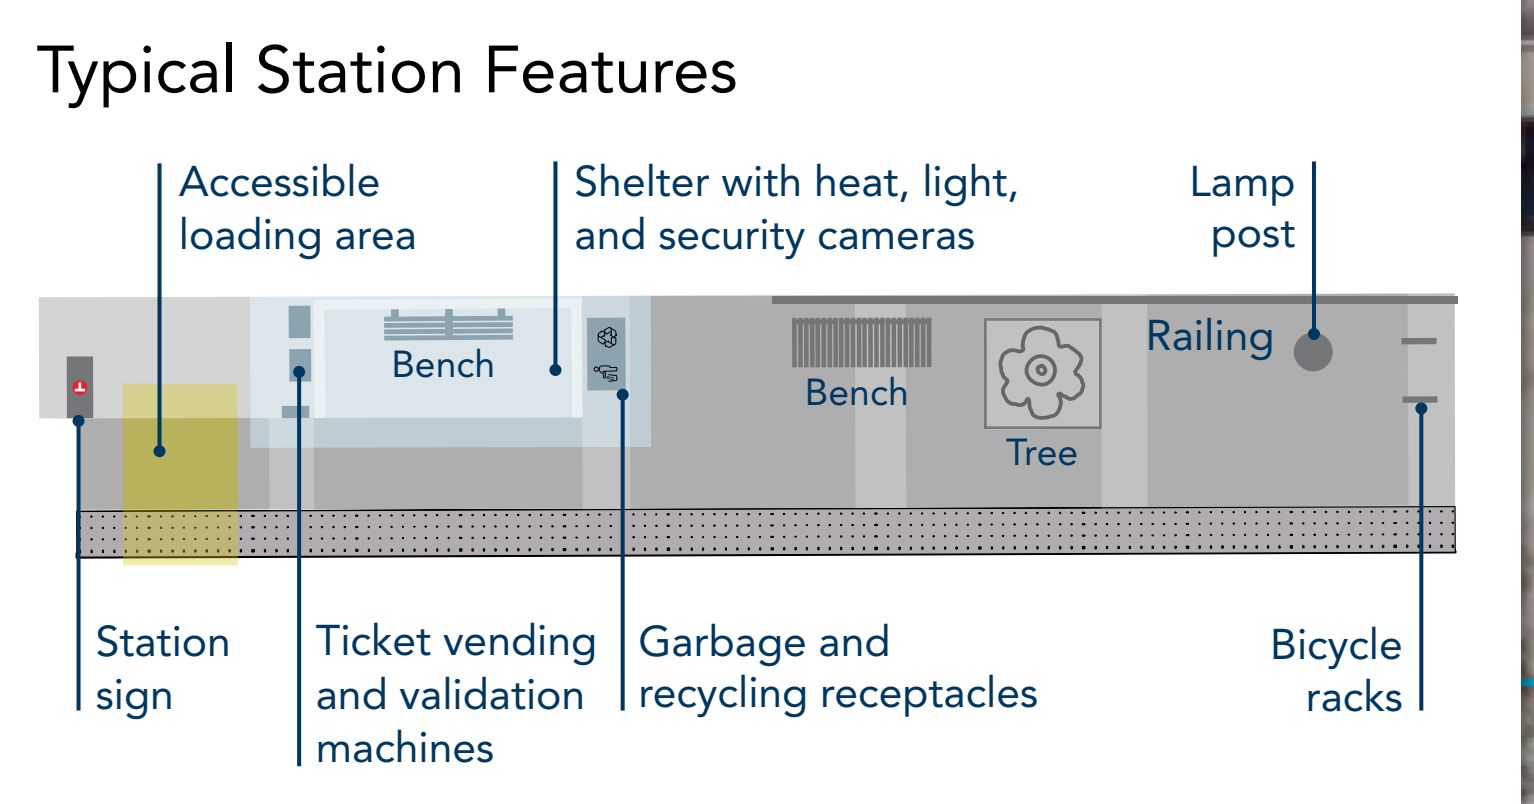 Typical Station Features
Accessible
loading area
Shelter with heat, light,
and security cameras
Lamp
post
Bench
Bench
Tree
Railing
Station
sign
Ticket vending
and validation
machines
Garbage and
recycling receptacles
Bicycle
racks